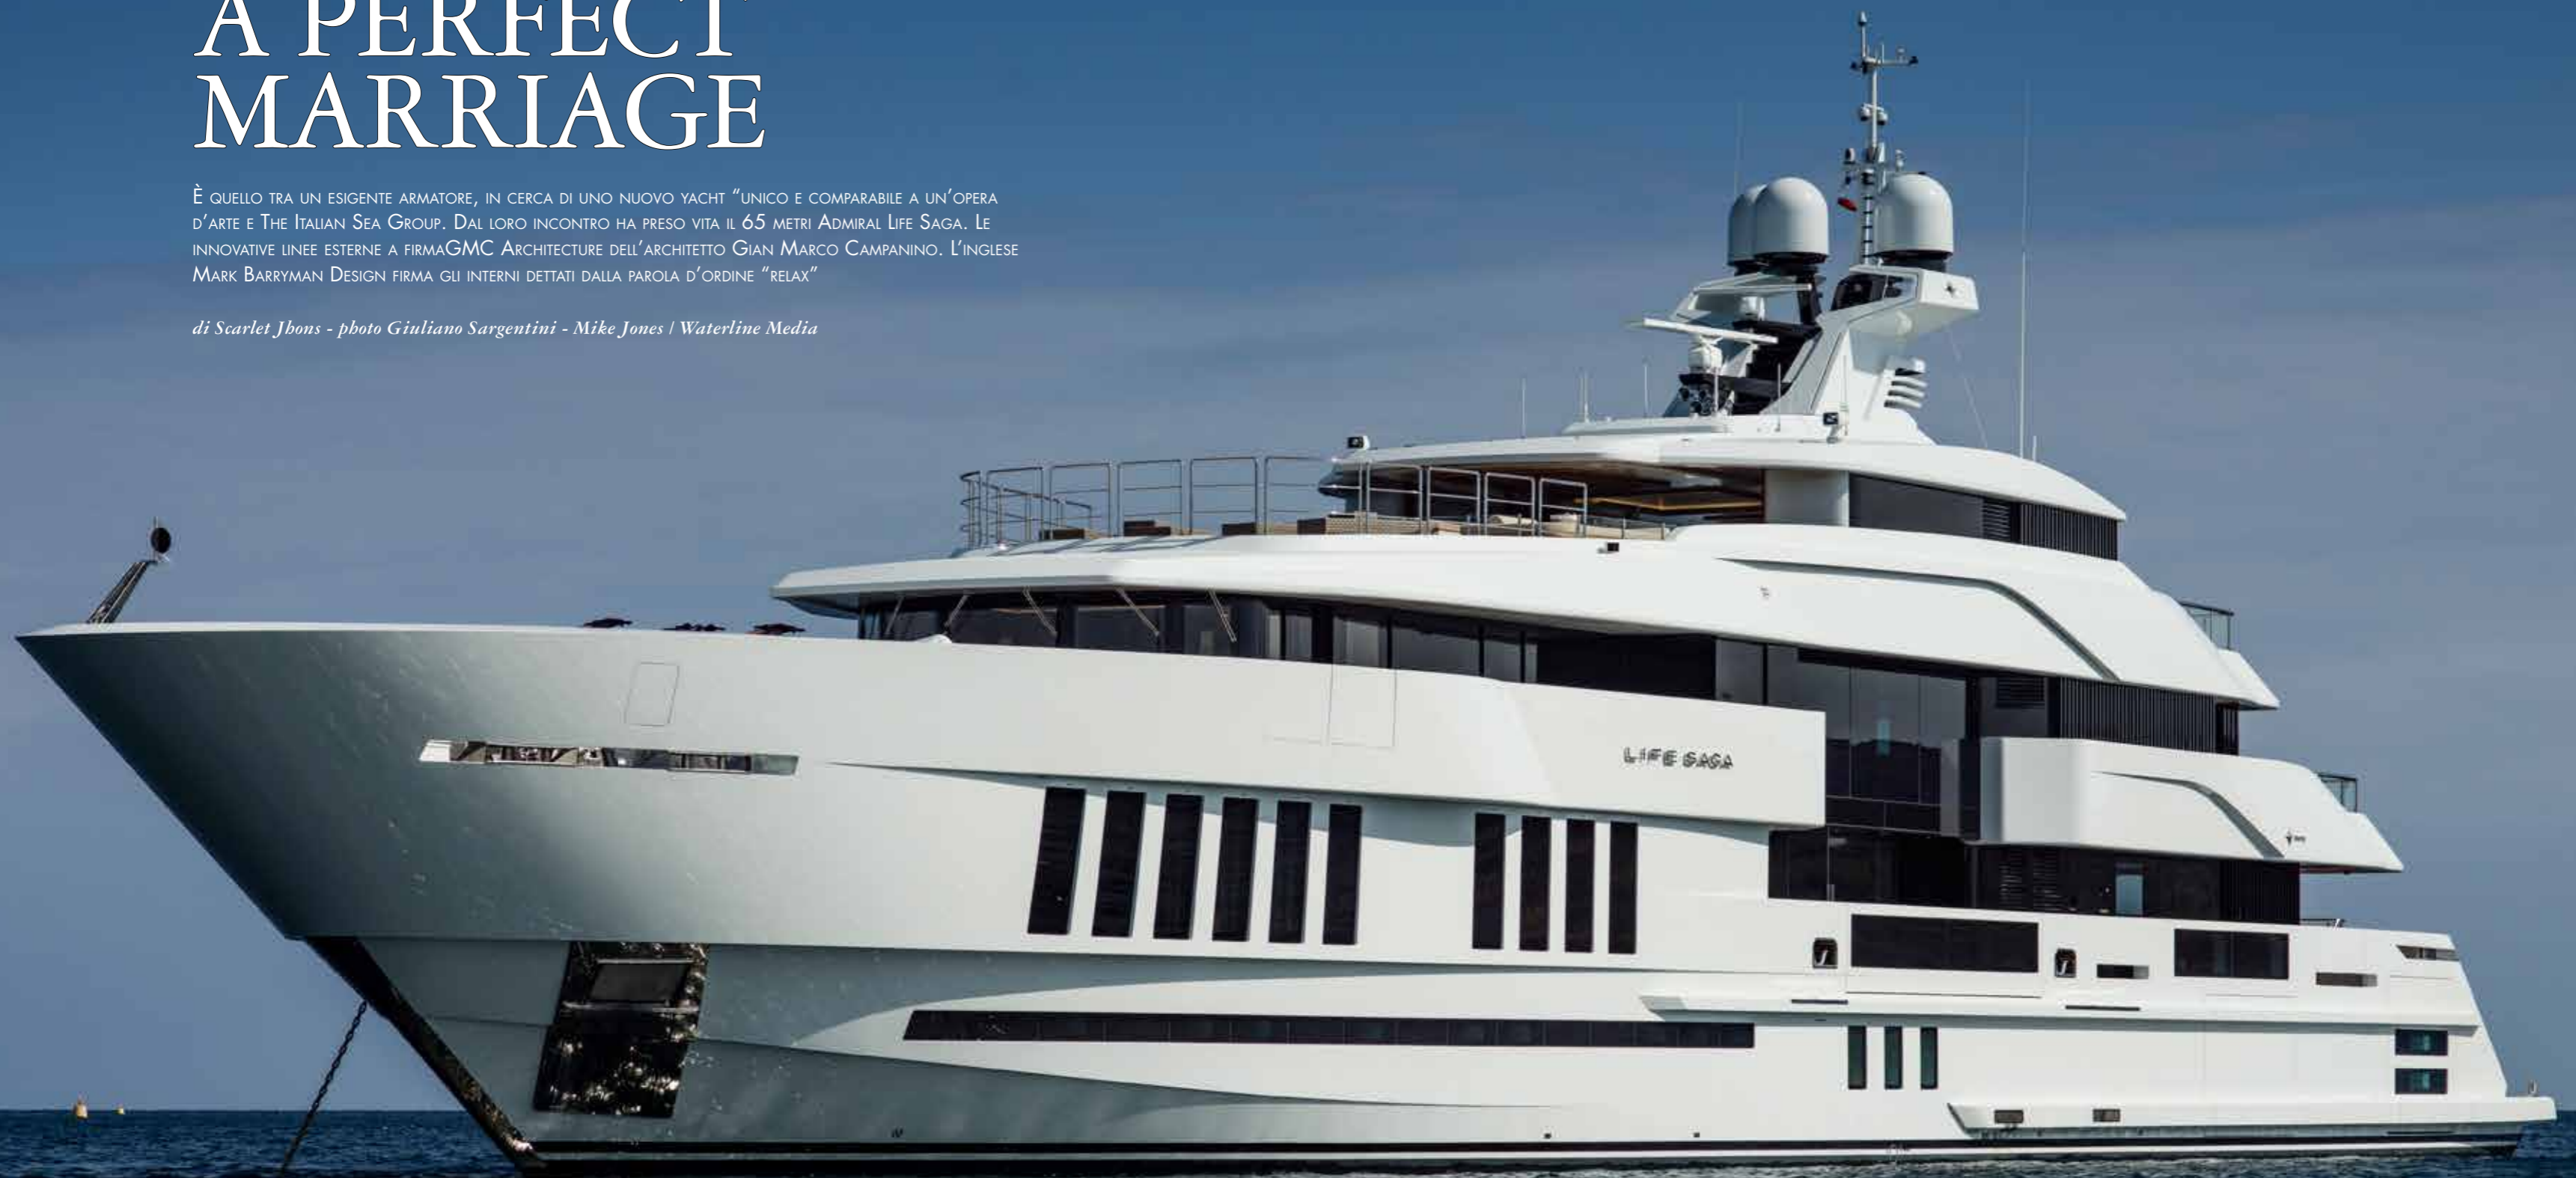 A PERFECT
MARRIAGE
È QUELLO TRA UN ESIGENTE ARMATORE, IN CERCA DI UNO NUOVO YACHT “UNICO E COMPARABILE A UN’OPERA
D’ARTE E THE ITALIAN SEA GROUP. DAL LORO INCONTRO HA PRESO VITA IL 65 METRI ADMIRAL LIFE SAGA. LE
INNOVATIVE LINEE ESTERNE A FIRMAGMC ARCHITECTURE DELL’ARCHITETTO GIAN MARCO CAMPANINO. L’INGLESE
MARK BARRYMAN DESIGN FIRMA GLI INTERNI DETTATI DALLA PAROLA D’ORDINE “RELAX”
di Scarlet Jhons - photo Giuliano Sargentini - Mike Jones / Waterline Media
LIFE SAGA